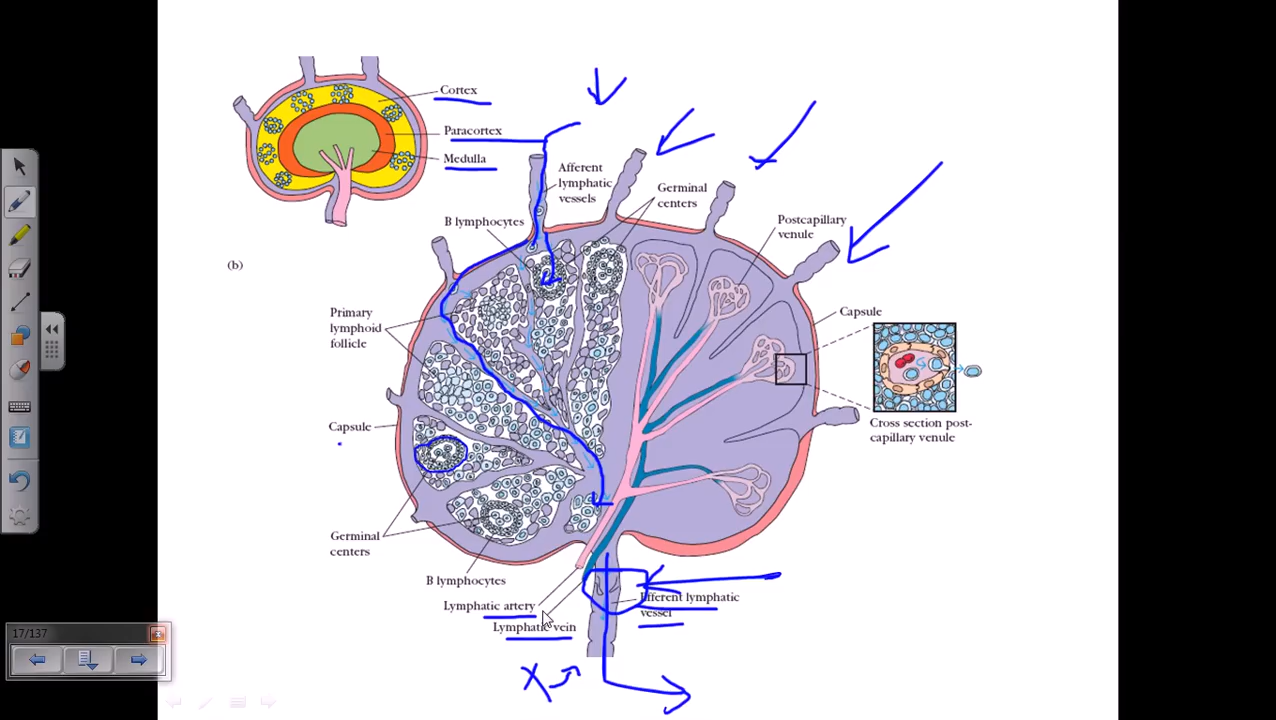 Cortex
Paracortex
Medulla
Afferent
lymphatic
vessels
Germinal
centers
B lymphocytes
Postcapillary
venule
(b)
Primary
lymphoid
follicle
Capsule
Capsule
Cross section post-
capillary venule
Germinal
centers
B lymphocytes
Lymphatic artery
Lymphatic vein
Efferent lymphatic
vessel
17/137
X